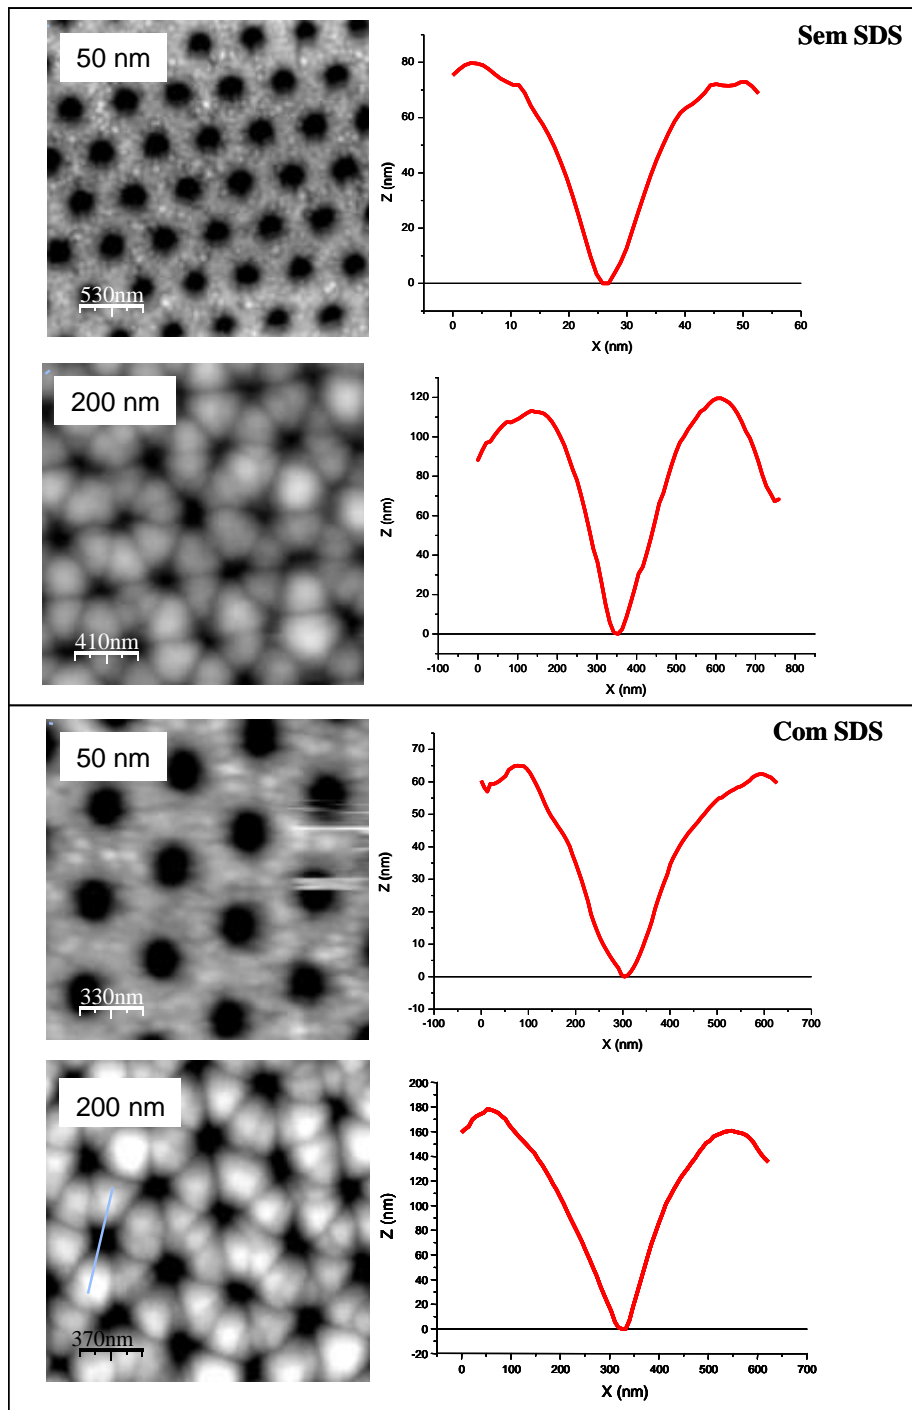 Sem SDS
50 nm
530nm
80
60
40
20
0
Z (nm)
0 10 20 30 40 50 60
X (nm)
200 nm
410nm
120
100
80
60
40
20
0
Z (nm)
-100 0 100 200 300 400 500 600 700 800
X (nm)
Com SDS
50 nm
330nm
70
60
50
40
30
20
10
0
-10
Z (nm)
-100 0 100 200 300 400 500 600 700
X (nm)
200 nm
370nm
200
180
160
140
120
100
80
60
40
20
0
-20
Z (nm)
0 100 200 300 400 500 600 700
X (nm)